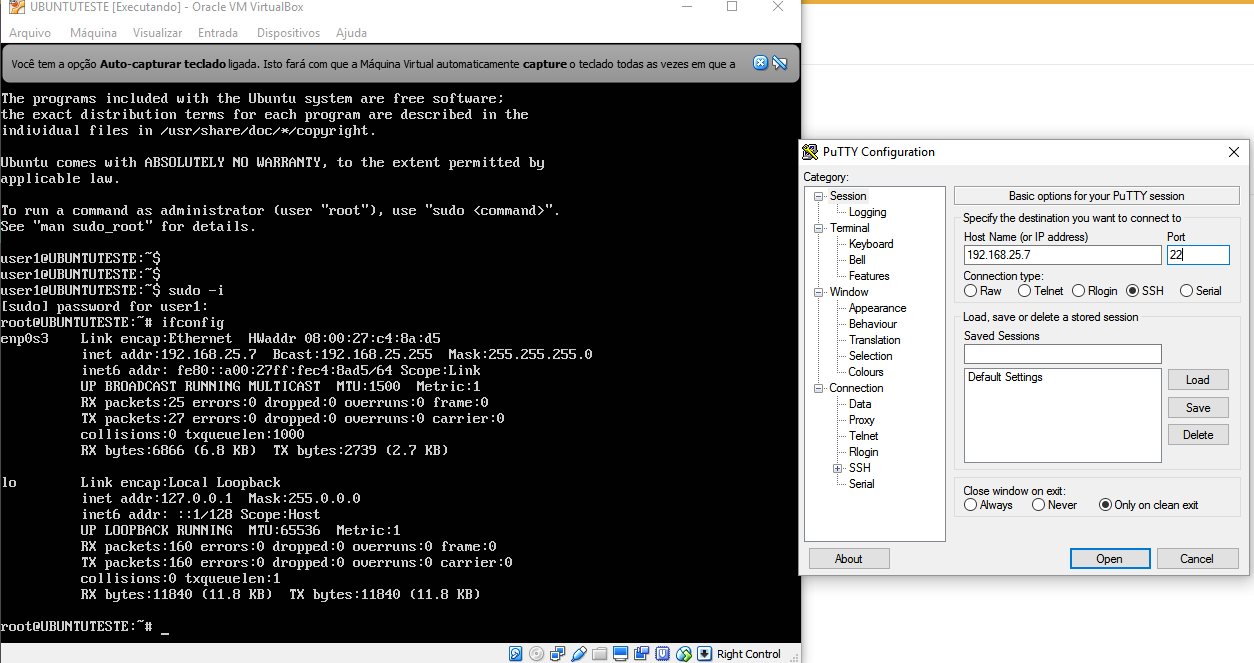 UBUNTUTESTE [Executando] - Oracle VM VirtualBox
Arquivo Máquina Visualizar Entrada Dispositivos Ajuda
Você tem a opção Auto-capturar teclado ligada. Isto fará com que a Máquina Virtual automaticamente capture o teclado todas as vezes em que a
The programs included with the Ubuntu system are free software;
the exact distribution terms for each program are described in the
individual files in /usr/share/doc/*/copyright.
Ubuntu comes with ABSOLUTELY NO WARRANTY, to the extent permitted by
applicable law.
To run a command as administrator (user "root"), use "sudo <command>".
See "man sudo_root" for details.
user1@UBUNTUTESTE:~$
user1@UBUNTUTESTE:~$
user1@UBUNTUTESTE:~$ sudo -i
[sudo] password for user1:
root@UBUNTUTESTE:~# ifconfig
enp0s3 Link encap:Ethernet HWaddr 08:00:27:c4:8a:d5
inet addr:192.168.25.7 Bcast:192.168.25.255 Mask:255.255.255.0
inet6 addr: fe80::a00:27ff:fec4:8ad5/64 Scope:Link
UP BROADCAST RUNNING MULTICAST MTU:1500 Metric:1
RX packets:25 errors:0 dropped:0 overruns:0 frame:0
TX packets:27 errors:0 dropped:0 overruns:0 carrier:0
collisions:0 txqueuelen:1000
RX bytes:6866 (6.8 KB) TX bytes:2739 (2.7 KB)
lo Link encap:Local Loopback
inet addr:127.0.0.1 Mask:255.0.0.0
inet6 addr: ::1/128 Scope:Host
UP LOOPBACK RUNNING MTU:65536 Metric:1
RX packets:160 errors:0 dropped:0 overruns:0 frame:0
TX packets:160 errors:0 dropped:0 overruns:0 carrier:0
collisions:0 txqueuelen:1
RX bytes:11840 (11.8 KB) TX bytes:11840 (11.8 KB)
root@UBUNTUTESTE:~# _
Right Control
PuTTY Configuration
Category:
Session
Logging
Terminal
Keyboard
Bell
Features
Window
Appearance
Behaviour
Translation
Selection
Colours
Connection
Data
Proxy
Telnet
Rlogin
SSH
Serial
Basic options for your PuTTY session
Specify the destination you want to connect to
Host Name (or IP address) Port
192.168.25.7 22
Connection type:
Raw Telnet Rlogin SSH Serial
Load, save or delete a stored session
Saved Sessions
Default Settings
Load
Save
Delete
Close window on exit:
Always Never Only on clean exit
About Open Cancel